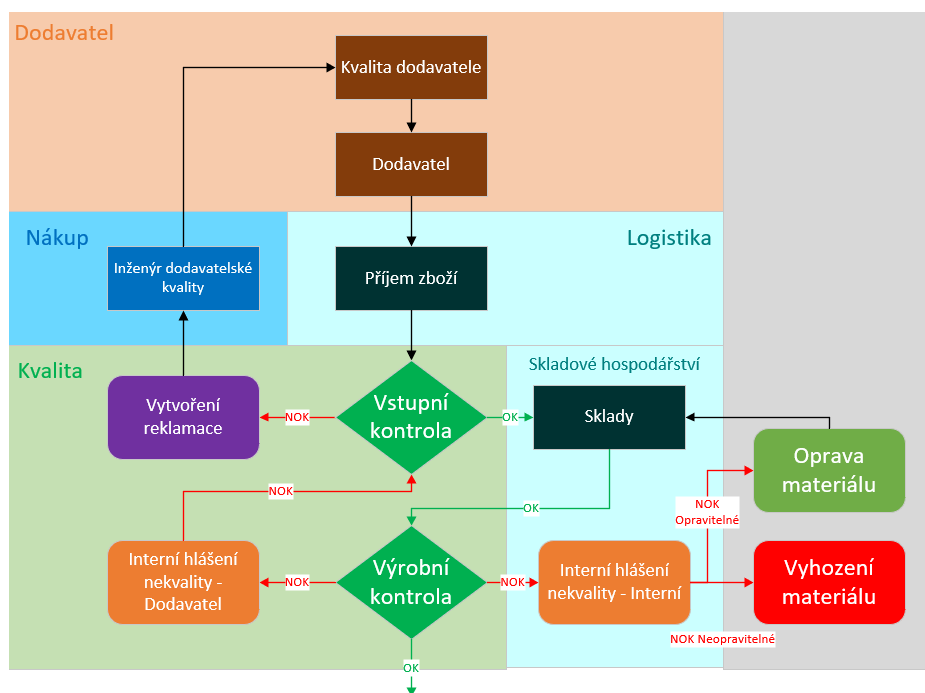 Dodavatel
Kvalita dodavatele
Dodavatel
Nákup
Logistika
Inženýr dodavatelské
kvality
Příjem zboží
Kvalita
Skladové hospodářství
Vytvoření
reklamace
NOK
Vstupní
kontrola
OK
Sklady
Oprava
materiálu
NOK
NOK
Opravitelné
OK
Interní hlášení
nekvality -
Dodavatel
NOK
Výrobní
kontrola
NOK
Interní hlášení
nekvality - Interní
Vyhození
materiálu
NOK Neopravitelné
OK